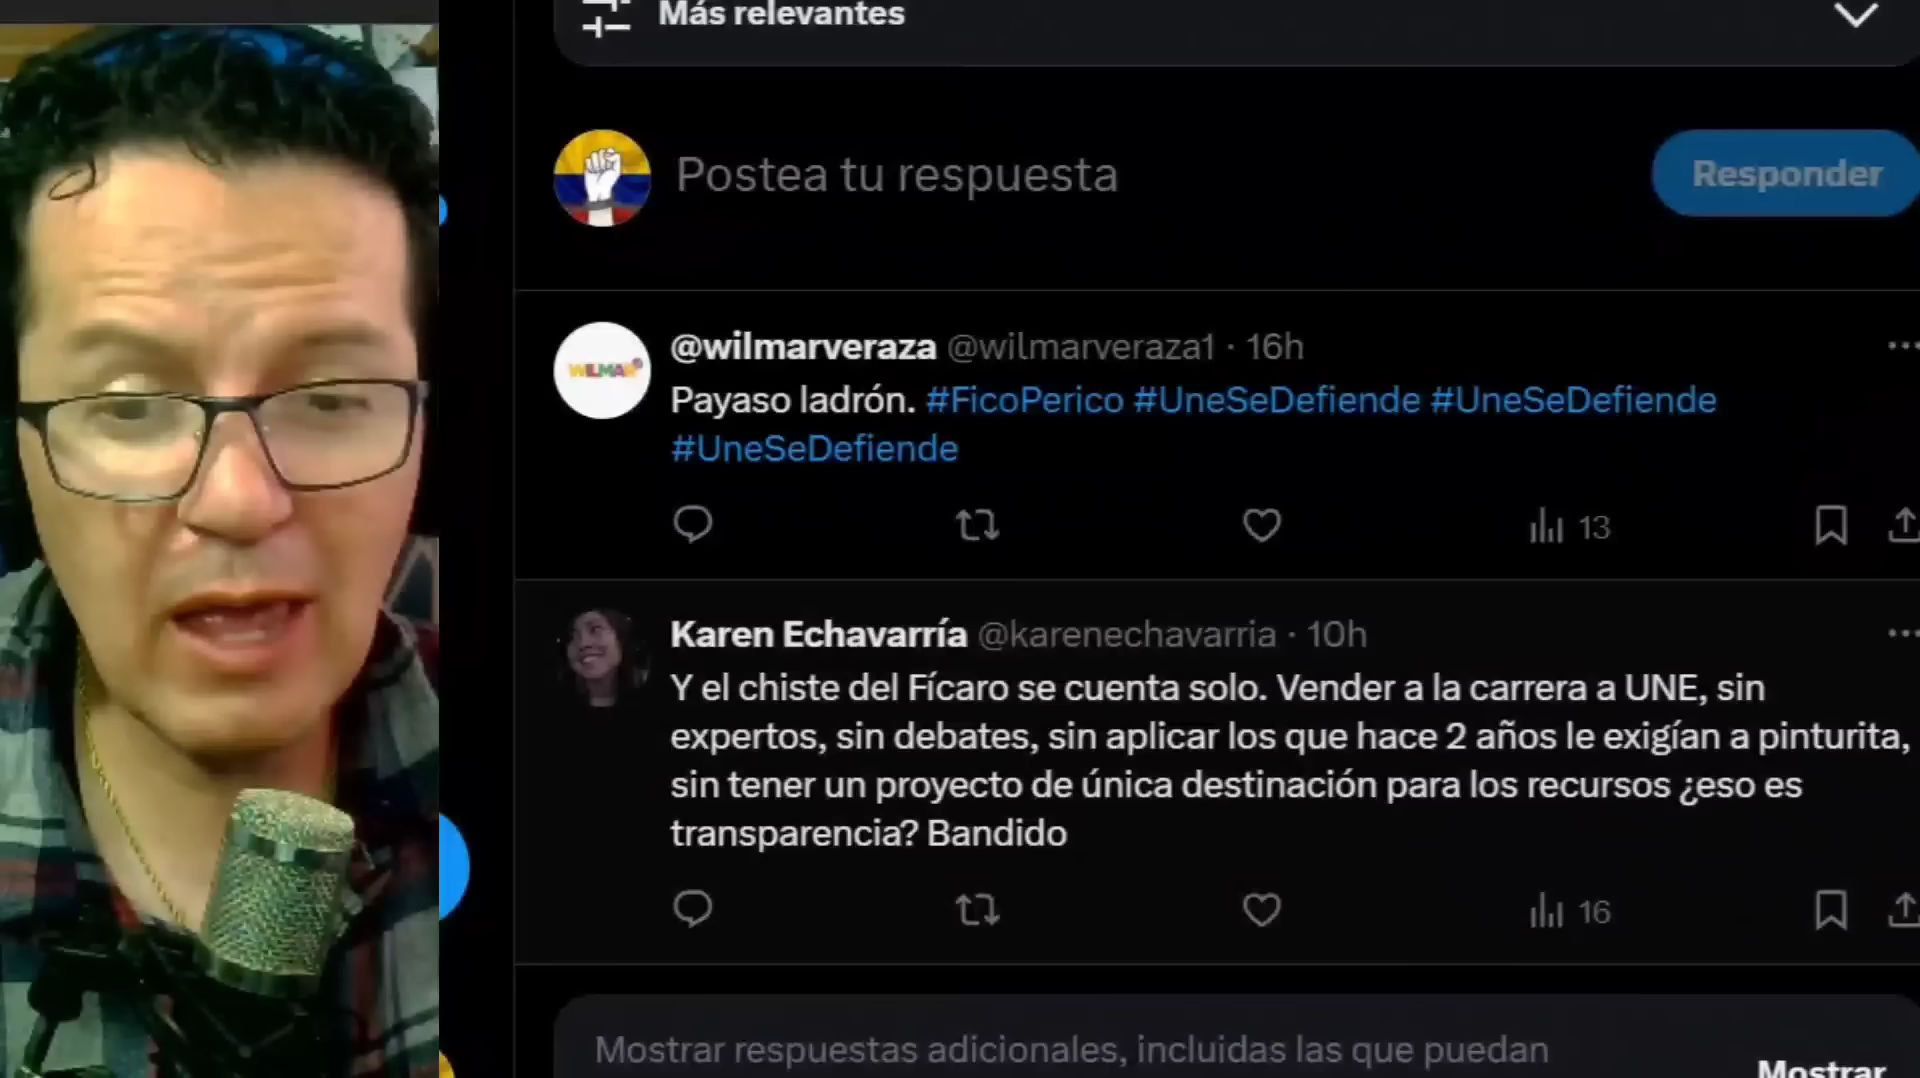 Más relevantes
Postea tu respuesta
Responder
WILMAR
@wilmarveraza @wilmarveraza1 · 16h
Payaso ladrón. #FicoPerico #UneSeDefiende #UneSeDefiende
#UneSeDefiende
13
Karen Echavarría @karenechavarria · 10h
Y el chiste del Fícaro se cuenta solo. Vender a la carrera a UNE, sin
expertos, sin debates, sin aplicar los que hace 2 años le exigían a pinturita,
sin tener un proyecto de única destinación para los recursos ¿eso es
transparencia? Bandido
16
Mostrar respuestas adicionales, incluidas las que puedan
Mostrar